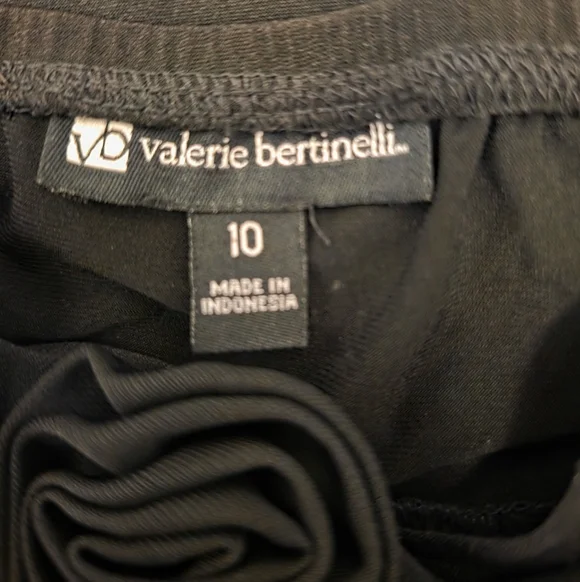 vb valerie bertinelli
10
MADE IN
INDONESIA